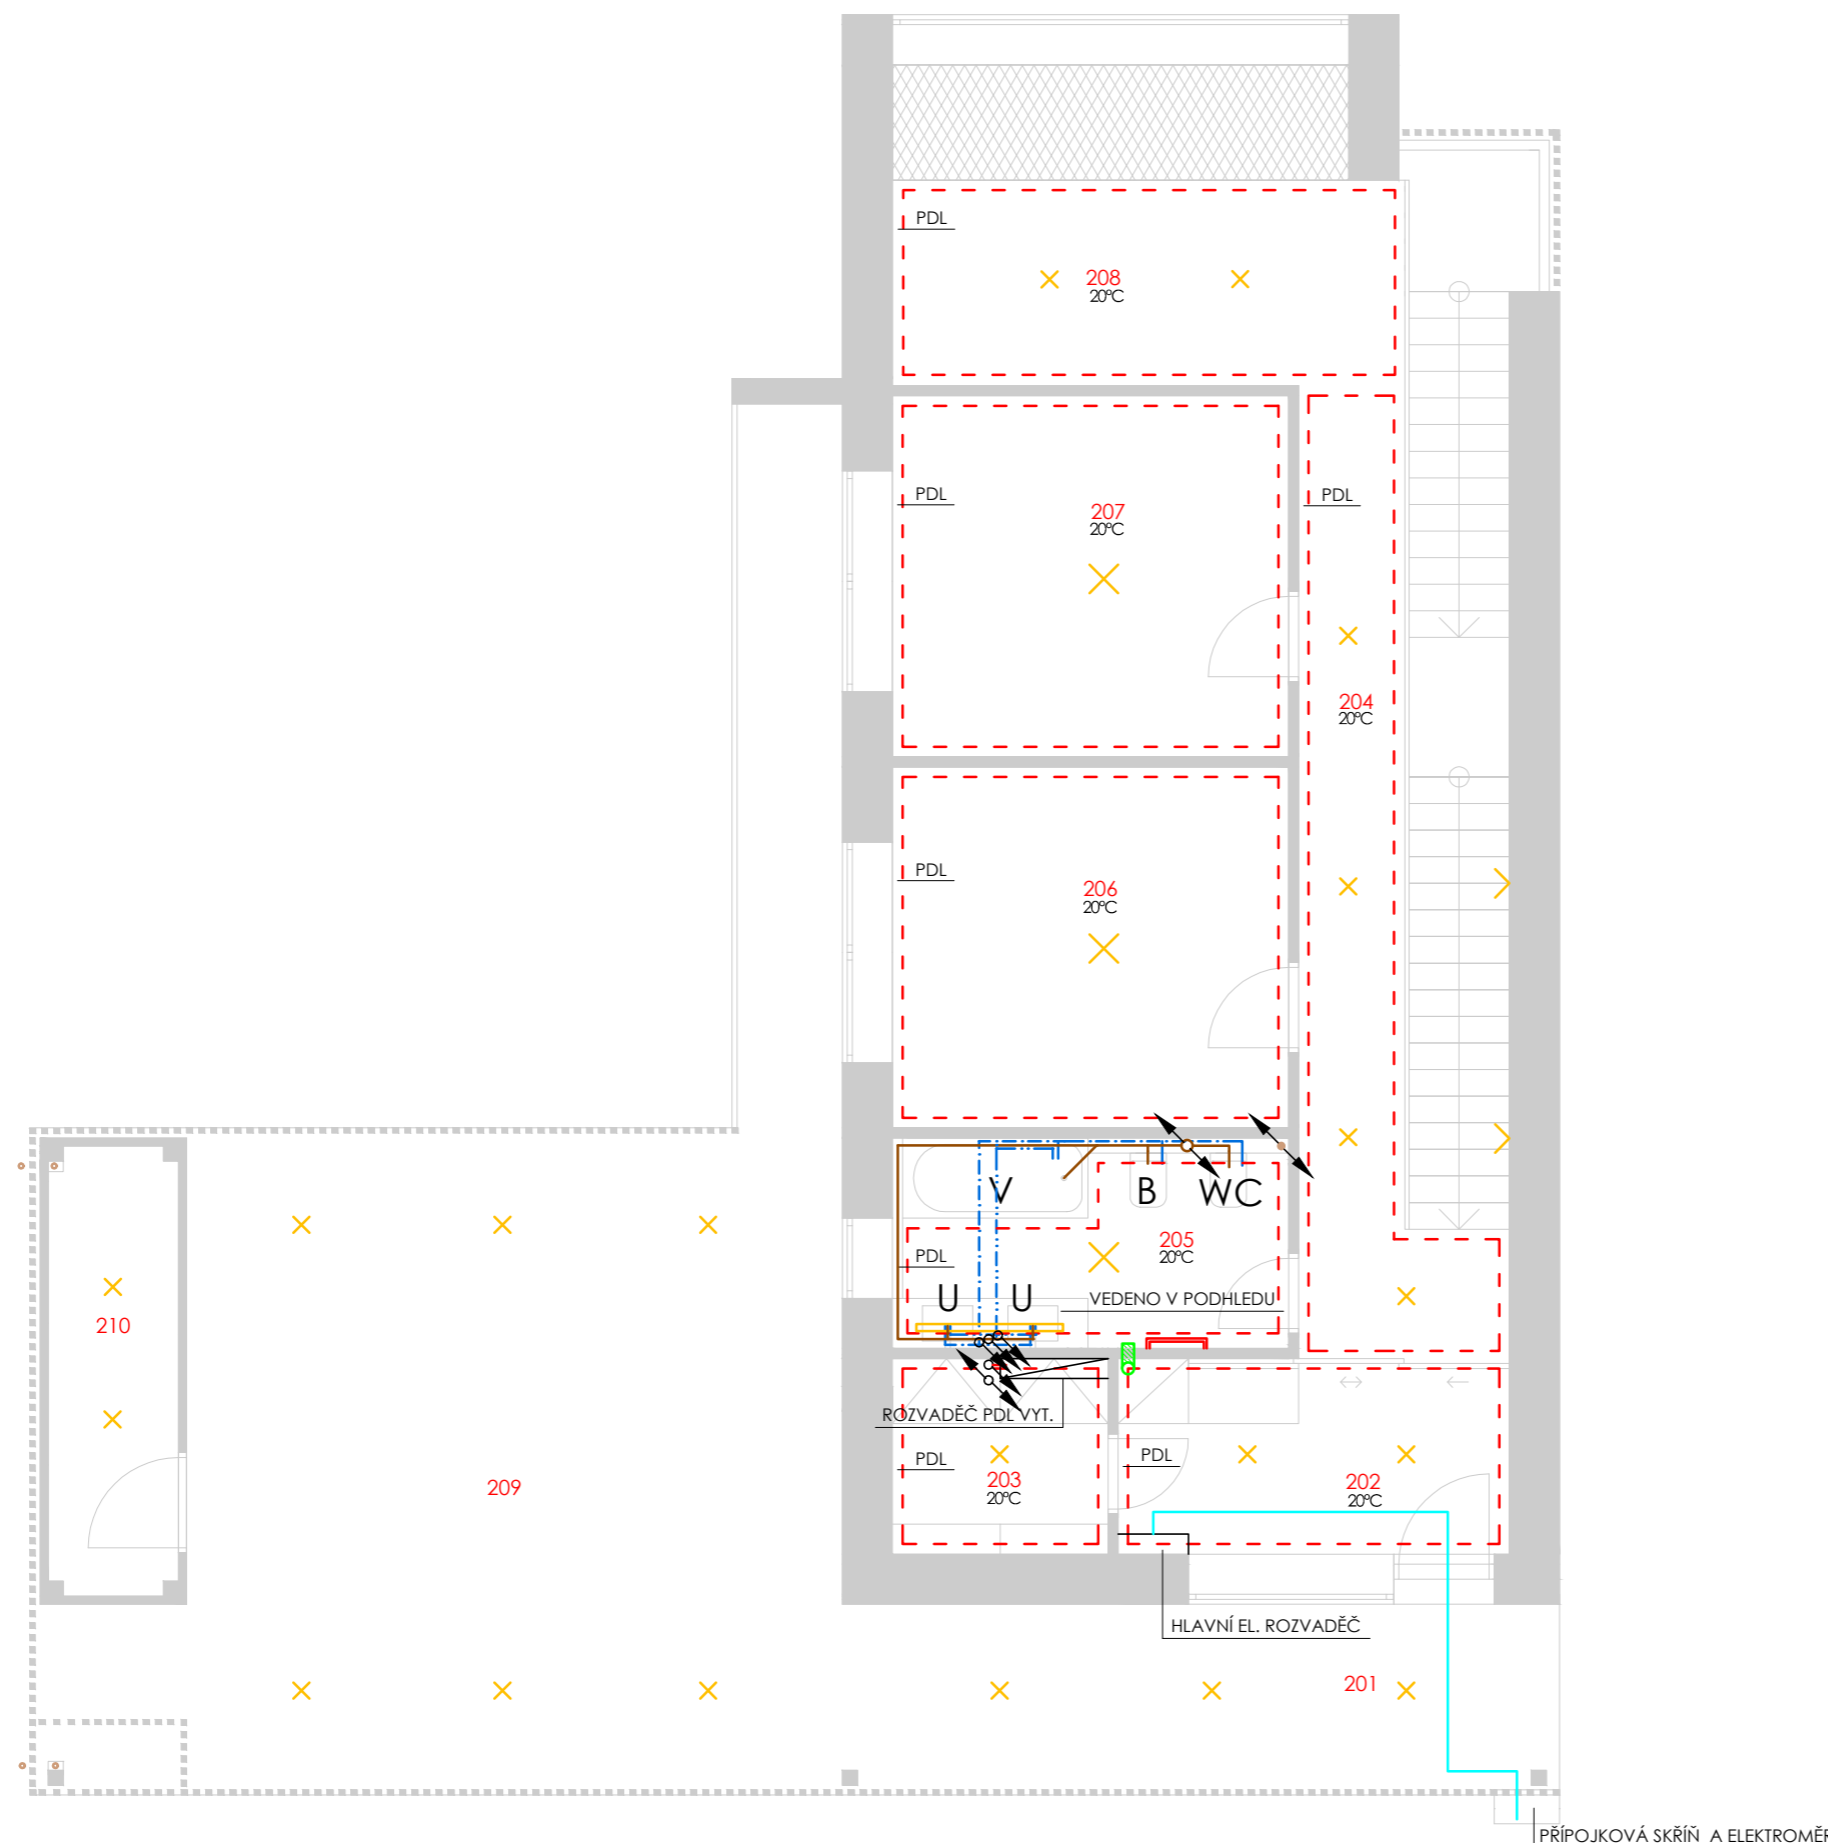 PDL
208
20°C
PDL
207
20°C
PDL
204
20°C
PDL
206
20°C
V
B
WC
205
20°C
PDL
U
U
VEDENO V PODHLEDU
210
ROZVADĚČ PDL VYT.
PDL
203
20°C
PDL
202
20°C
209
HLAVNÍ EL. ROZVADĚČ
201
PŘÍPOJKOVÁ SKŘÍŇ A ELEKTROMĚR